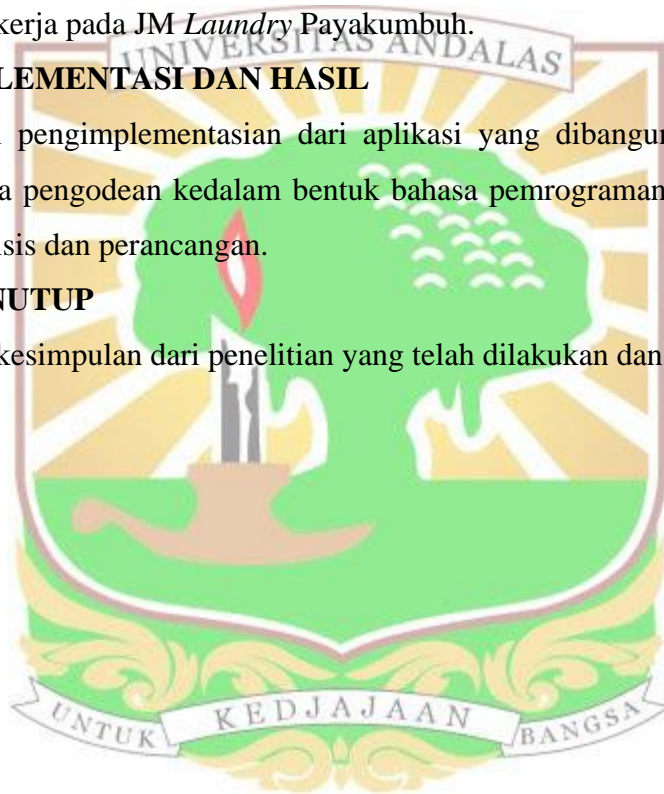 kerja pada JM Laundry Payakumbuh.
UNIVERSITAS ANDALAS
LEMENTASI DAN HASIL
pengimplementasian dari aplikasi yang dibangun
a pengodean kedalam bentuk bahasa pemrograman
isis dan perancangan.
NUTUP
kesimpulan dari penelitian yang telah dilakukan dan
UNTUK KEDJAJAAN BANGSA